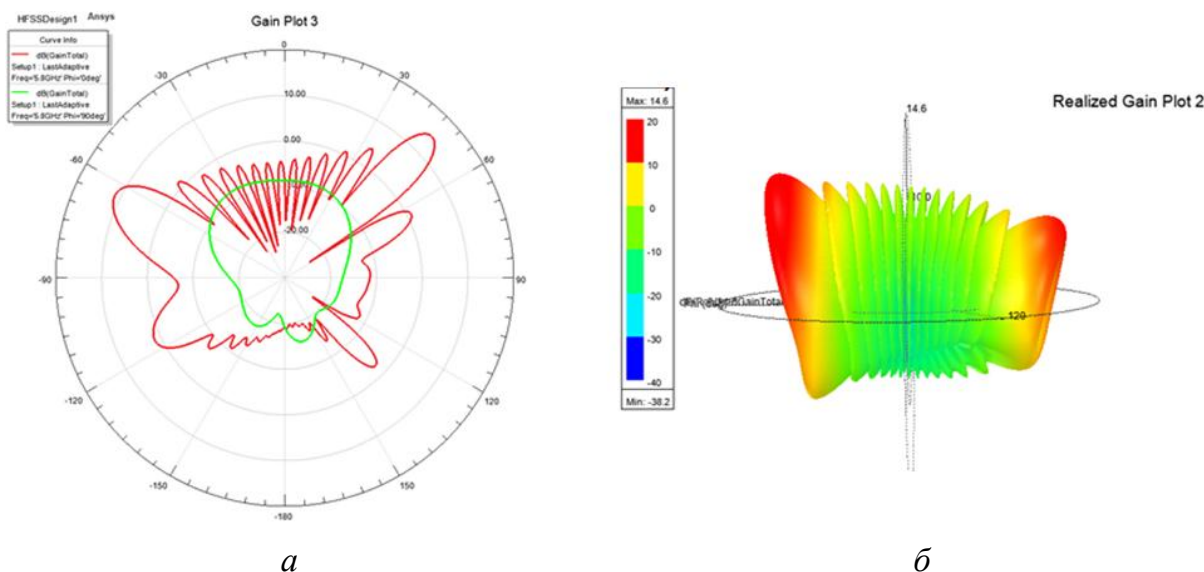 HFSSDesign1 Ansys
Gain Plot 3
Curve Info
dB(GainTotal)
Setup1 : LastAdaptive
Freq='5.8GHz' Phi='0deg'
dB(GainTotal)
Setup1 : LastAdaptive
Freq='5.8GHz' Phi='90deg'
0
-30
30
10.00
0.00
-60
60
-20.00
-90
90
-120
120
-150
150
-180
Realized Gain Plot 2
Max: 14.6
20
10
0
-10
-20
-30
-40
Min: -38.2
14.6
120
а
б